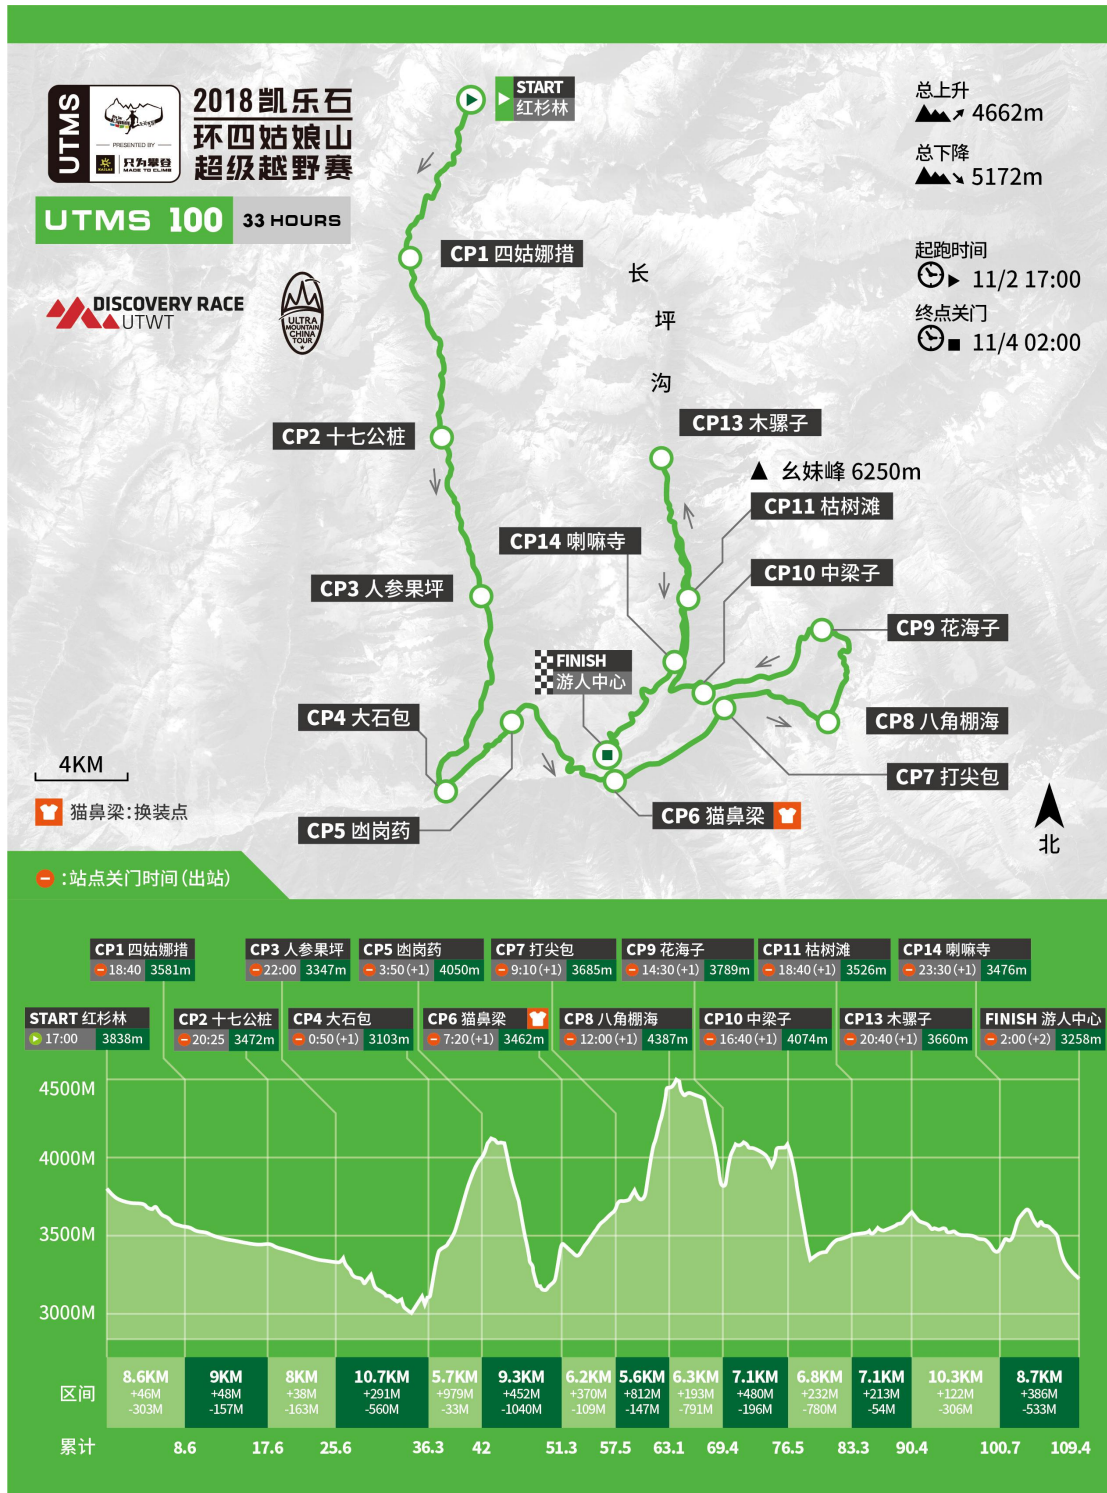 UTMS
PRESENTED BY
KAILAS
只为攀登
MADE TO CLIMB
2018凯乐石
环四姑娘山
超级越野赛
UTMS 100
33 HOURS
DISCOVERY RACE
UTWT
ULTRA
MOUNTAIN
CHINA
TOUR
START
红杉林
总上升
4662m
总下降
5172m
起跑时间
11/2 17:00
终点关门
11/4 02:00
CP1 四姑娜措
长
坪
沟
CP2 十七公桩
CP13 木骡子
幺妹峰 6250m
CP11 枯树滩
CP14 喇嘛寺
CP10 中梁子
CP3 人参果坪
CP9 花海子
FINISH
游人中心
CP4 大石包
CP8 八角棚海
CP7 打尖包
4KM
猫鼻梁：换装点
CP5 凼岗药
CP6 猫鼻梁
北
：站点关门时间（出站）
CP1 四姑娜措
18:40 3581m
CP3 人参果坪
22:00 3347m
CP5 凼岗药
3:50(+1) 4050m
CP7 打尖包
9:10(+1) 3685m
CP9 花海子
14:30(+1) 3789m
CP11 枯树滩
18:40(+1) 3526m
CP14 喇嘛寺
23:30(+1) 3476m
START 红杉林
17:00 3838m
CP2 十七公桩
20:25 3472m
CP4 大石包
0:50(+1) 3103m
CP6 猫鼻梁
7:20(+1) 3462m
CP8 八角棚海
12:00(+1) 4387m
CP10 中梁子
16:40(+1) 4074m
CP13 木骡子
20:40(+1) 3660m
FINISH 游人中心
2:00(+2) 3258m
4500M
4000M
3500M
3000M
区间
8.6KM 9KM 8KM 10.7KM 5.7KM 9.3KM 6.2KM 5.6KM 6.3KM 7.1KM 6.8KM 7.1KM 10.3KM 8.7KM
+46M +48M +38M +291M +979M +452M +370M +812M +193M +480M +232M +213M +122M +386M
-303M -157M -163M -560M -33M -1040M -109M -147M -791M -196M -780M -54M -306M -533M
累计 8.6 17.6 25.6 36.3 42 51.3 57.5 63.1 69.4 76.5 83.3 90.4 100.7 109.4